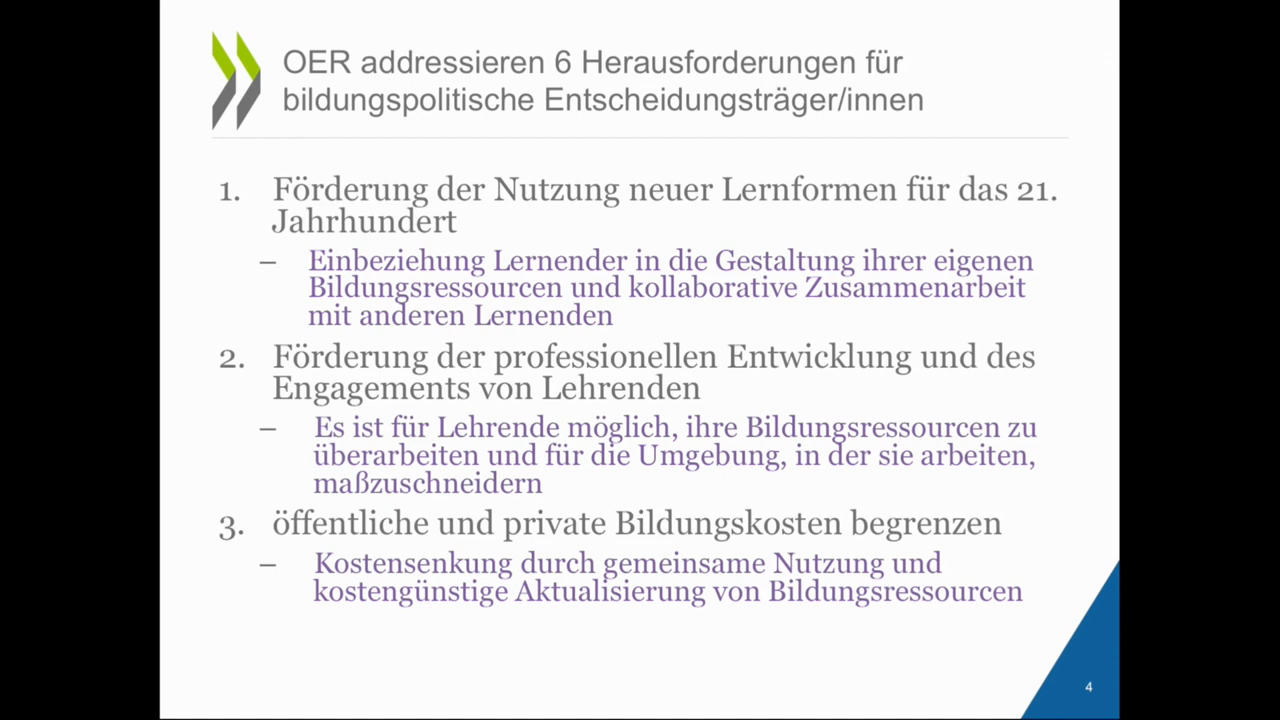 OER addressieren 6 Herausforderungen für
bildungspolitische Entscheidungsträger/innen
1. Förderung der Nutzung neuer Lernformen für das 21.
Jahrhundert
– Einbeziehung Lernender in die Gestaltung ihrer eigenen
Bildungsressourcen und kollaborative Zusammenarbeit
mit anderen Lernenden
2. Förderung der professionellen Entwicklung und des
Engagements von Lehrenden
– Es ist für Lehrende möglich, ihre Bildungsressourcen zu
überarbeiten und für die Umgebung, in der sie arbeiten,
maßzuschneidern
3. öffentliche und private Bildungskosten begrenzen
– Kostensenkung durch gemeinsame Nutzung und
kostengünstige Aktualisierung von Bildungsressourcen
4